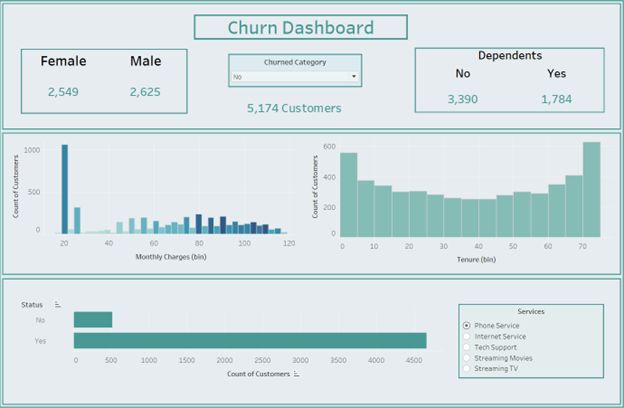 Churn Dashboard
Female Male
2,549 2,625
Churned Category
No
5,174 Customers
Dependents
No Yes
3,390 1,784
Count of Customers
1000
500
0
20 40 60 80 100 120
Monthly Charges (bin)
Count of Customers
600
400
200
0
0 10 20 30 40 50 60 70
Tenure (bin)
Status
No
Yes
0 500 1000 1500 2000 2500 3000 3500 4000 4500
Count of Customers
Services
Phone Service
Internet Service
Tech Support
Streaming Movies
Streaming TV